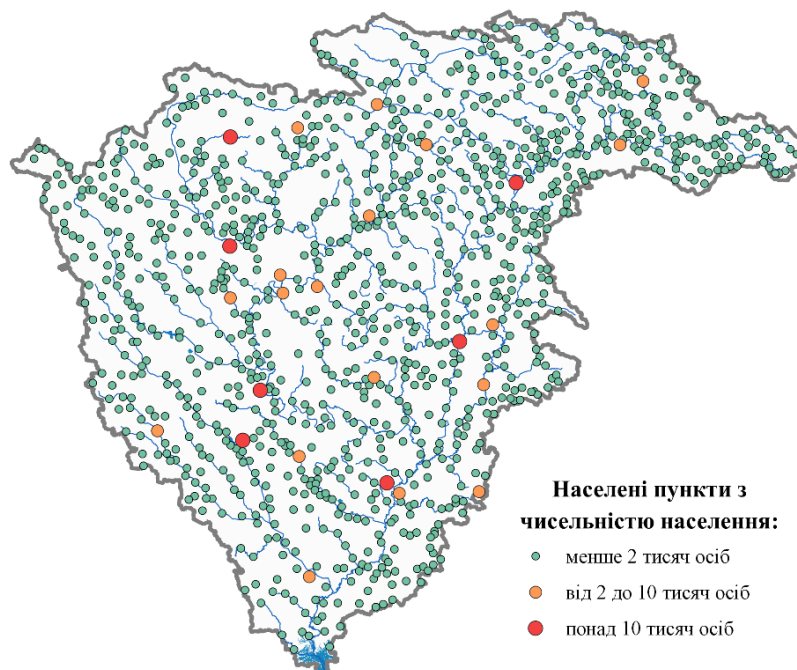 Населені пункти з
чисельністю населення:
менше 2 тисяч осіб
від 2 до 10 тисяч осіб
понад 10 тисяч осіб